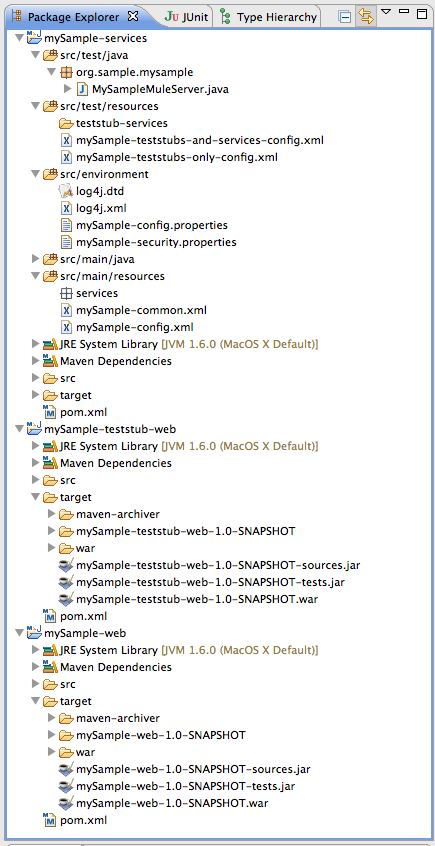 Package Explorer JUnit Type Hierarchy
mySample-services
src/test/java
org.sample.mysample
MySampleMuleServer.java
src/test/resources
teststub-services
mySample-teststubs-and-services-config.xml
mySample-teststubs-only-config.xml
src/environment
log4j.dtd
log4j.xml
mySample-config.properties
mySample-security.properties
src/main/java
src/main/resources
services
mySample-common.xml
mySample-config.xml
JRE System Library [JVM 1.6.0 (MacOS X Default)]
Maven Dependencies
src
target
pom.xml
mySample-teststub-web
JRE System Library [JVM 1.6.0 (MacOS X Default)]
Maven Dependencies
src
target
maven-archiver
mySample-teststub-web-1.0-SNAPSHOT
war
mySample-teststub-web-1.0-SNAPSHOT-sources.jar
mySample-teststub-web-1.0-SNAPSHOT-tests.jar
mySample-teststub-web-1.0-SNAPSHOT.war
pom.xml
mySample-web
JRE System Library [JVM 1.6.0 (MacOS X Default)]
Maven Dependencies
src
target
maven-archiver
mySample-web-1.0-SNAPSHOT
war
mySample-web-1.0-SNAPSHOT-sources.jar
mySample-web-1.0-SNAPSHOT-tests.jar
mySample-web-1.0-SNAPSHOT.war
pom.xml